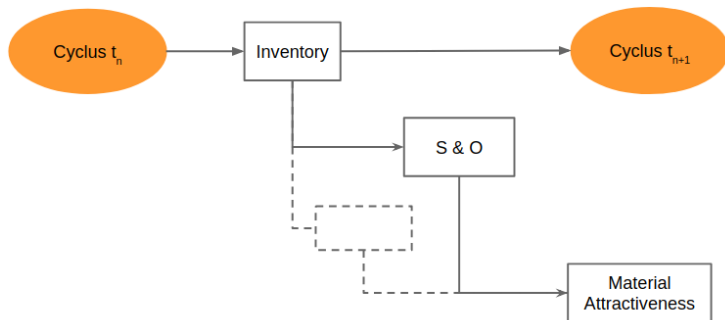 Cyclus tn
Inventory
Cyclus tn+1
S & O
Material
Attractiveness